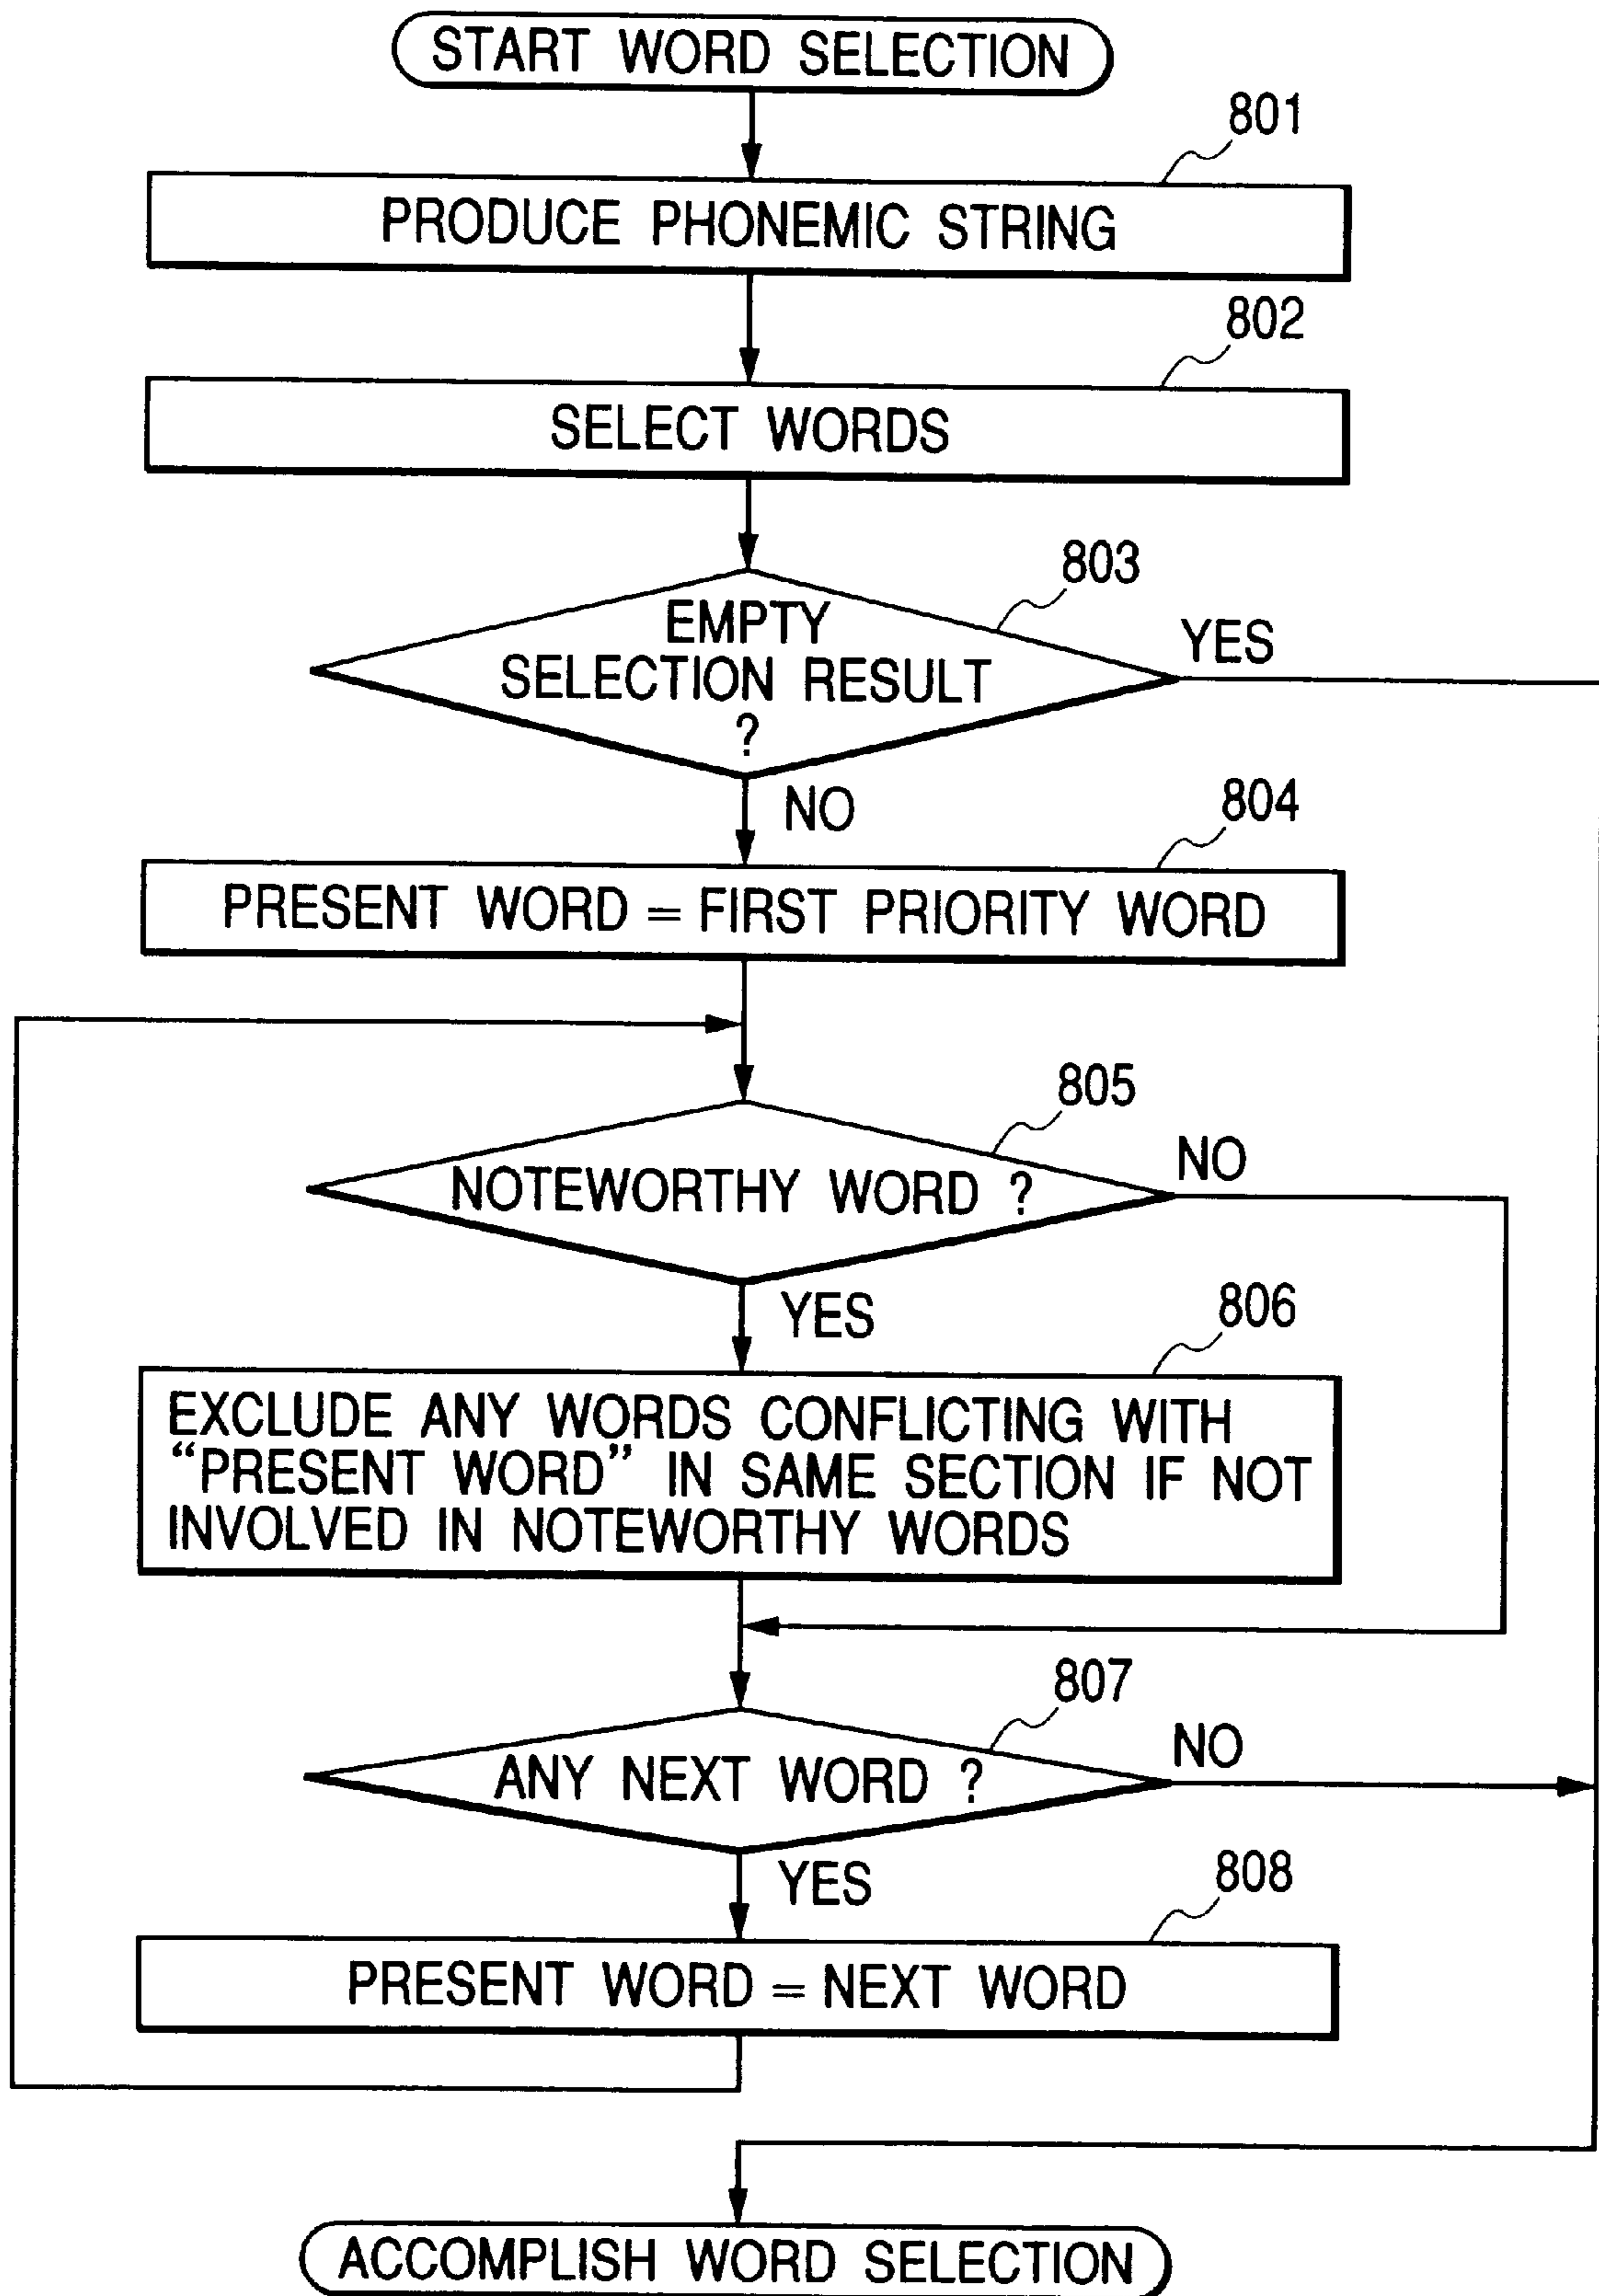 START WORD SELECTION
801
PRODUCE PHONEMIC STRING
802
SELECT WORDS
803
EMPTY
SELECTION RESULT
?
YES
NO
804
PRESENT WORD = FIRST PRIORITY WORD
805
NOTEWORTHY WORD ?
NO
YES
806
EXCLUDE ANY WORDS CONFLICTING WITH
“PRESENT WORD” IN SAME SECTION IF NOT
INVOLVED IN NOTEWORTHY WORDS
807
ANY NEXT WORD ?
NO
YES
808
PRESENT WORD = NEXT WORD
ACCOMPLISH WORD SELECTION